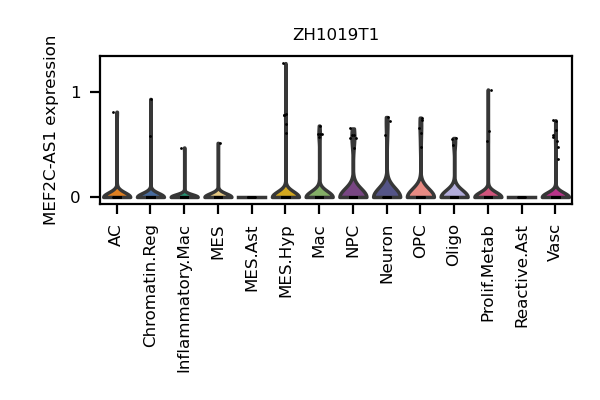 ZH1019T1
MEF2C-AS1 expression
1
0
AC
Chromatin.Reg
Inflammatory.Mac
MES
MES.Ast
MES.Hyp
Mac
NPC
Neuron
OPC
Oligo
Prolif.Metab
Reactive.Ast
Vasc